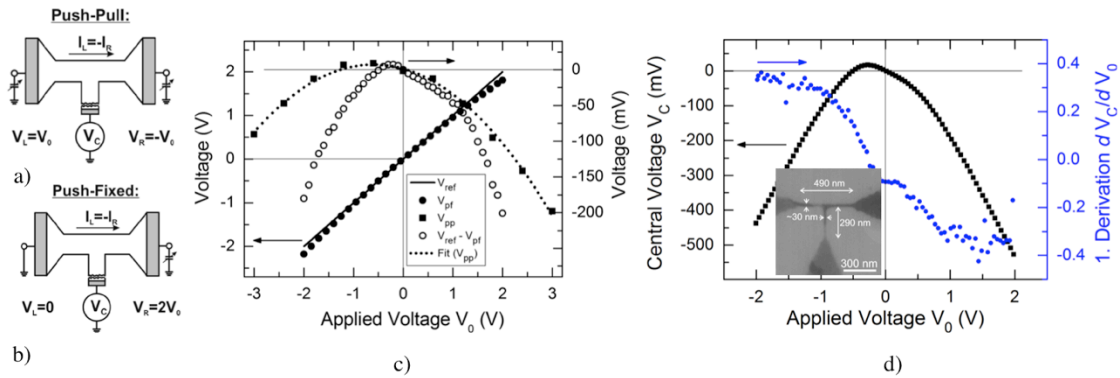 Push-Pull:
I_L=-I_R
V_C
V_L=V_0
V_R=-V_0
a)
Push-Fixed:
I_L=-I_R
V_C
V_L=0
V_R=2V_0
b)
2
1
0
-1
-2
Voltage (V)
0
-50
-100
-150
-200
Voltage (mV)
V_ref
V_pf
V_pp
V_ref - V_pf
Fit (V_pp)
-3 -2 -1 0 1 2 3
Applied Voltage V_0 (V)
c)
0
-100
-200
-300
-400
-500
Central Voltage V_C (mV)
0.4
0.2
0.0
-0.2
-0.4
1. Derivation d V_C/d V_0
490 nm
~30 nm
290 nm
300 nm
-2 -1 0 1 2
Applied Voltage V_0 (V)
d)